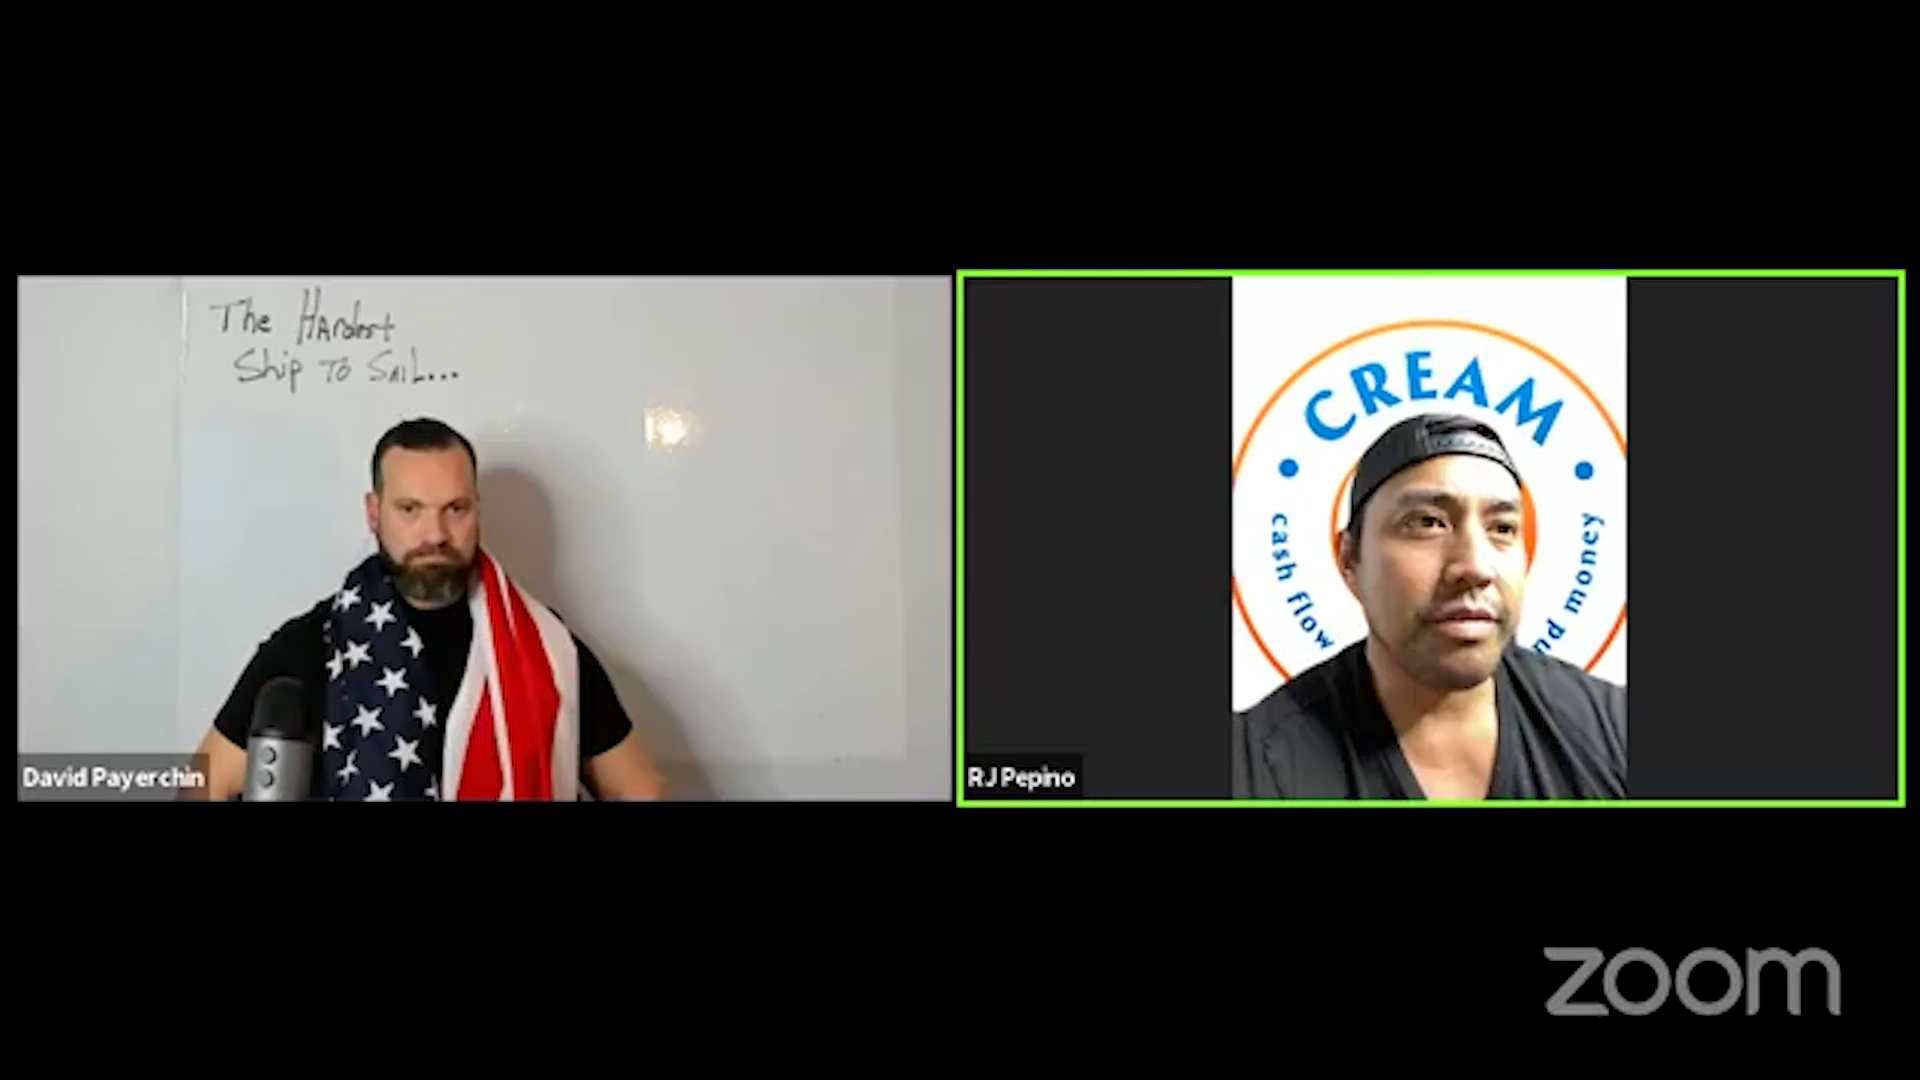 The Hardest
Ship To Sail...
David Payerchin
CREAM
cash flow
nd money
RJ Pepino
zoom